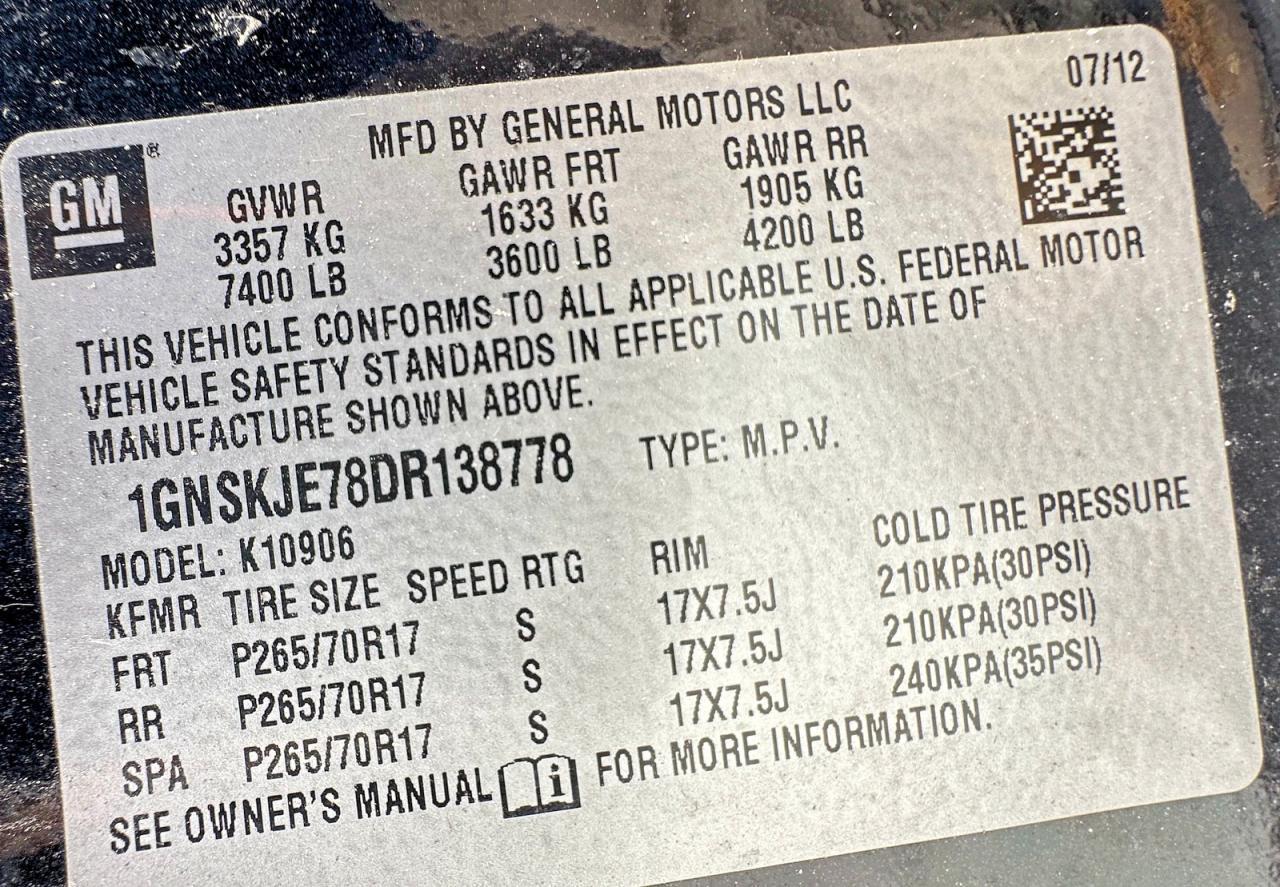 07/12
MFD BY GENERAL MOTORS LLC
GM®
GVWR GAWR FRT GAWR RR
3357 KG 1633 KG 1905 KG
7400 LB 3600 LB 4200 LB
THIS VEHICLE CONFORMS TO ALL APPLICABLE U.S. FEDERAL MOTOR
VEHICLE SAFETY STANDARDS IN EFFECT ON THE DATE OF
MANUFACTURE SHOWN ABOVE.
1GNSKJE78DR138778 TYPE: M.P.V.
MODEL: K10906
KFMR TIRE SIZE SPEED RTG RIM COLD TIRE PRESSURE
FRT P265/70R17 S 17X7.5J 210KPA(30PSI)
RR P265/70R17 S 17X7.5J 210KPA(30PSI)
SPA P265/70R17 S 17X7.5J 240KPA(35PSI)
SEE OWNER'S MANUAL i FOR MORE INFORMATION.